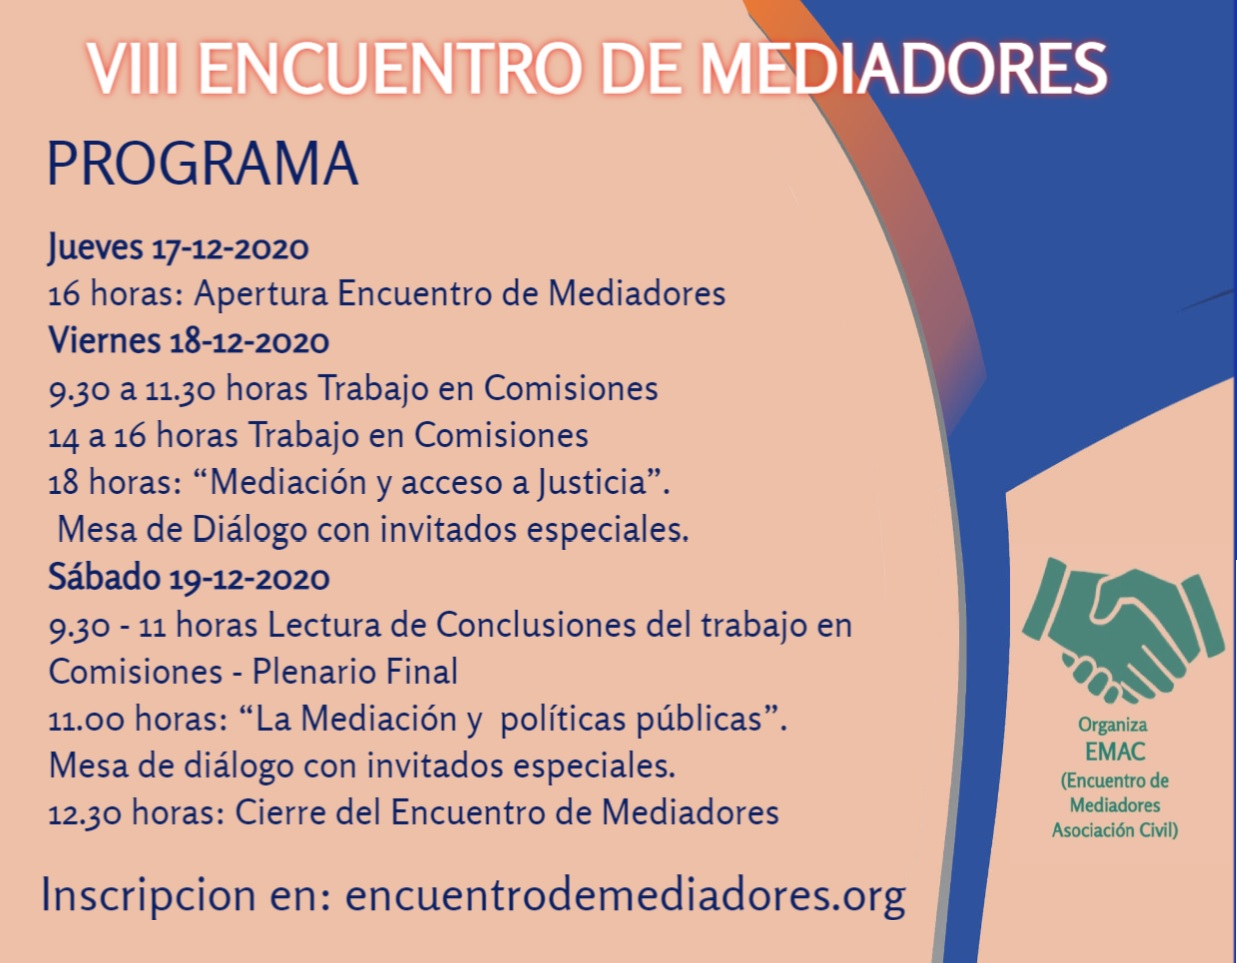 VIII ENCUENTRO DE MEDIADORES
PROGRAMA
Jueves 17-12-2020
16 horas: Apertura Encuentro de Mediadores
Viernes 18-12-2020
9.30 a 11.30 horas Trabajo en Comisiones
14 a 16 horas Trabajo en Comisiones
18 horas: “Mediación y acceso a Justicia”.
Mesa de Diálogo con invitados especiales.
Sábado 19-12-2020
9.30 - 11 horas Lectura de Conclusiones del trabajo en
Comisiones - Plenario Final
11.00 horas: “La Mediación y políticas públicas”.
Mesa de diálogo con invitados especiales.
12.30 horas: Cierre del Encuentro de Mediadores
Inscripcion en: encuentrodemediadores.org
Organiza
EMAC
(Encuentro de
Mediadores
Asociación Civil)